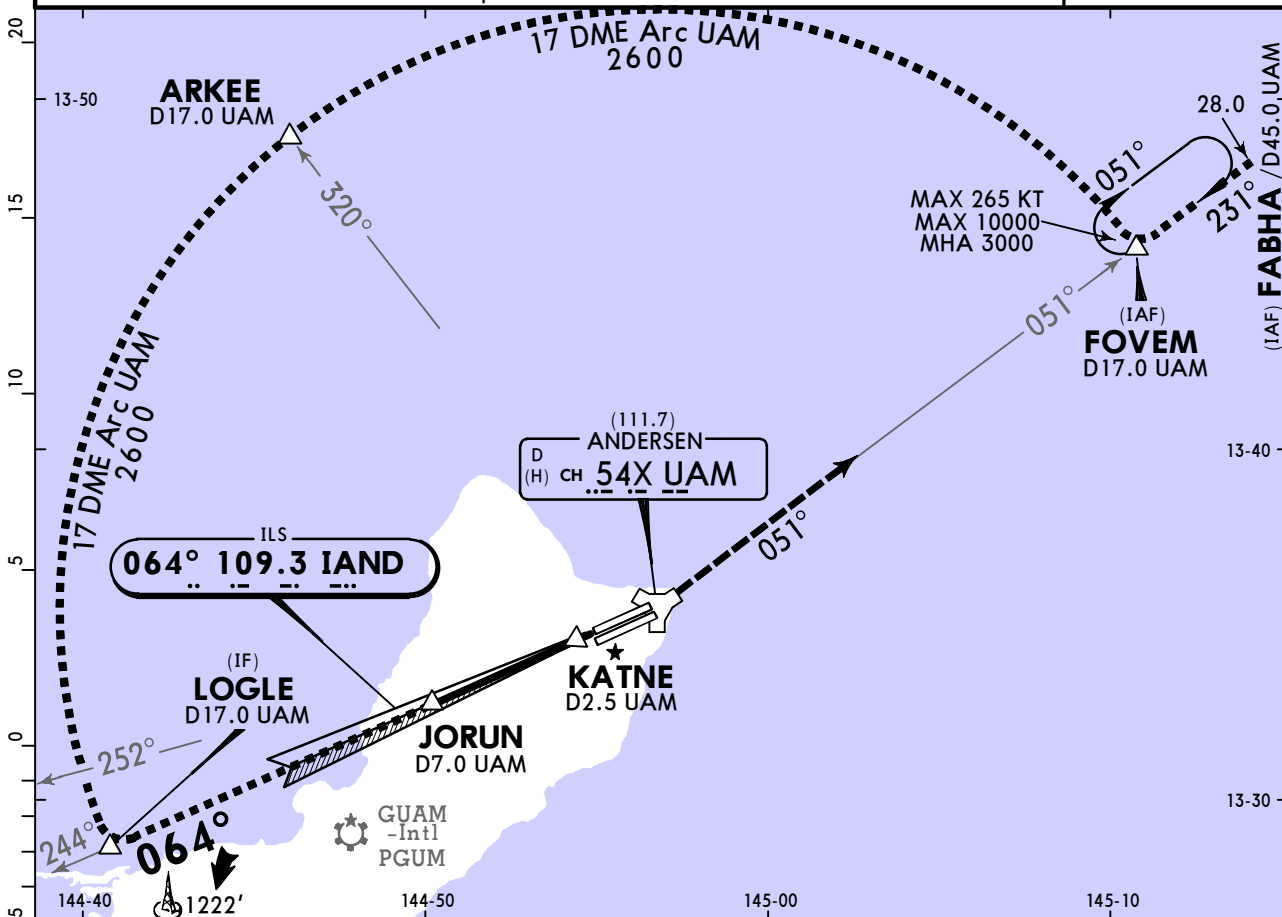 17 DME Arc UAM
2600
ARKEE
D17.0 UAM
13-50
320°
28.0
051°
231°
(IAF) FABHA /D45.0 UAM
MAX 265 KT
MAX 10000
MHA 3000
051°
(IAF)
FOVEM
D17.0 UAM
17 DME Arc UAM
2600
(111.7)
ANDERSEN
D
(H) CH 54X UAM
13-40
051°
ILS
064° 109.3 IAND
(IF)
LOGLE
D17.0 UAM
KATNE
D2.5 UAM
JORUN
D7.0 UAM
252°
244°
064°
GUAM
-Intl
PGUM
13-30
1222'
144-40
144-50
145-00
145-10
20
15
10
5
0
5